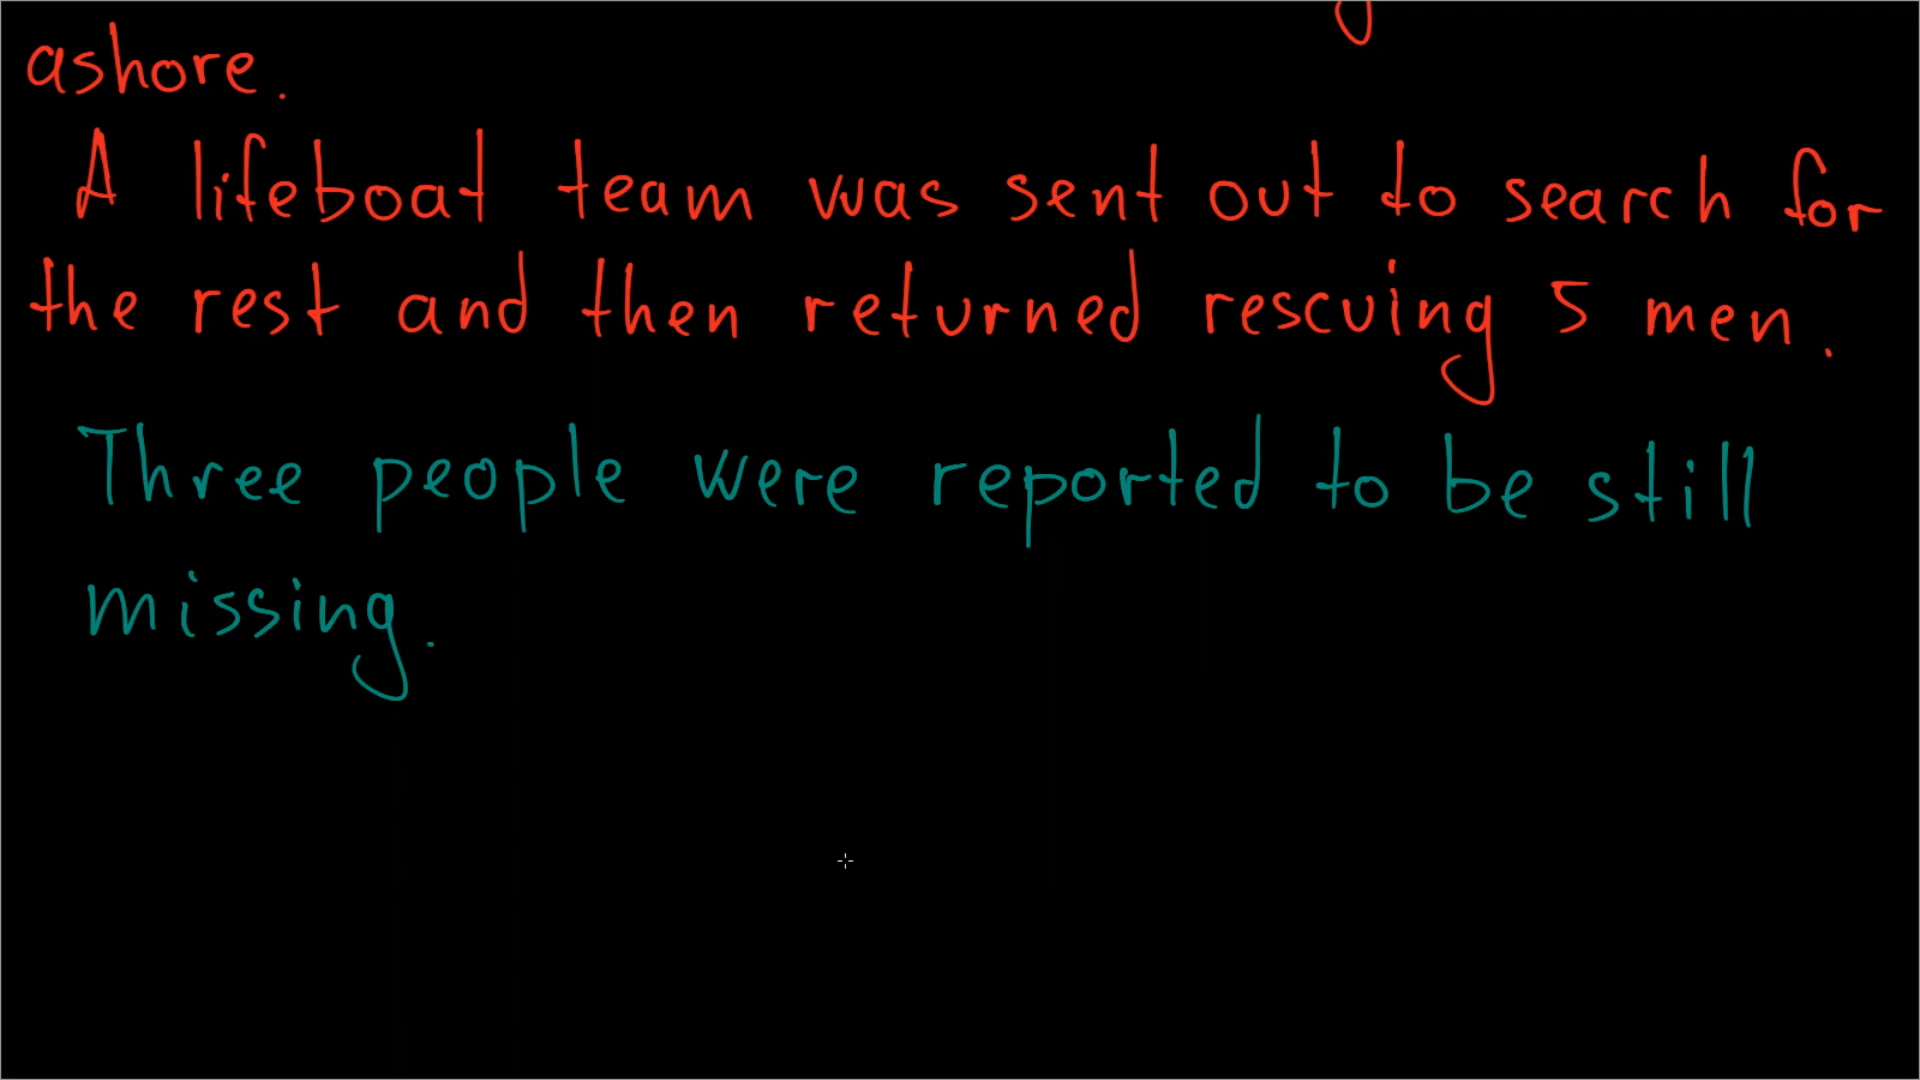 ashore.
A lifeboat team was sent out to search for
the rest and then returned rescuing 5 men.
Three people were reported to be still
missing.